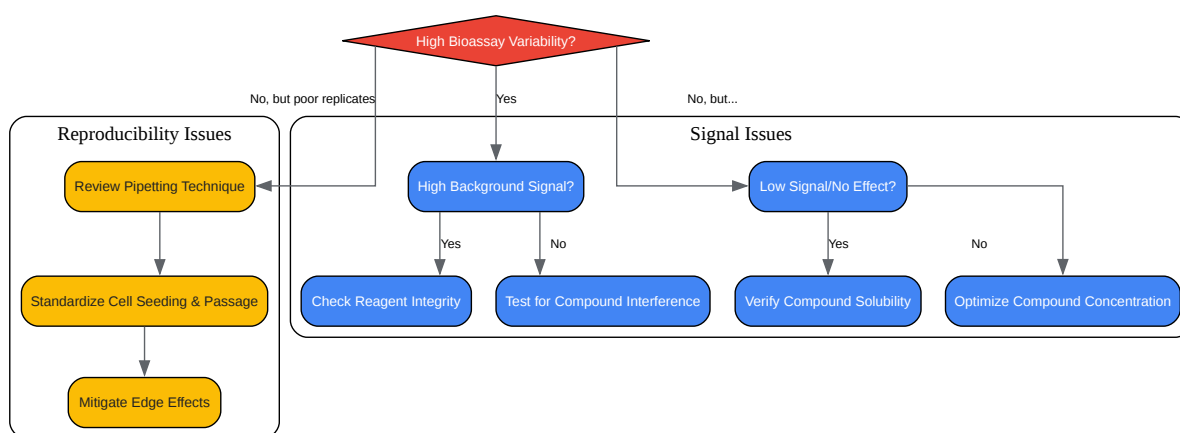 High Bioassay Variability?
No, but poor replicates
Yes
No, but...
Reproducibility Issues
Signal Issues
Review Pipetting Technique
High Background Signal?
Low Signal/No Effect?
Yes
No
Yes
No
Standardize Cell Seeding & Passage
Check Reagent Integrity
Test for Compound Interference
Verify Compound Solubility
Optimize Compound Concentration
Mitigate Edge Effects